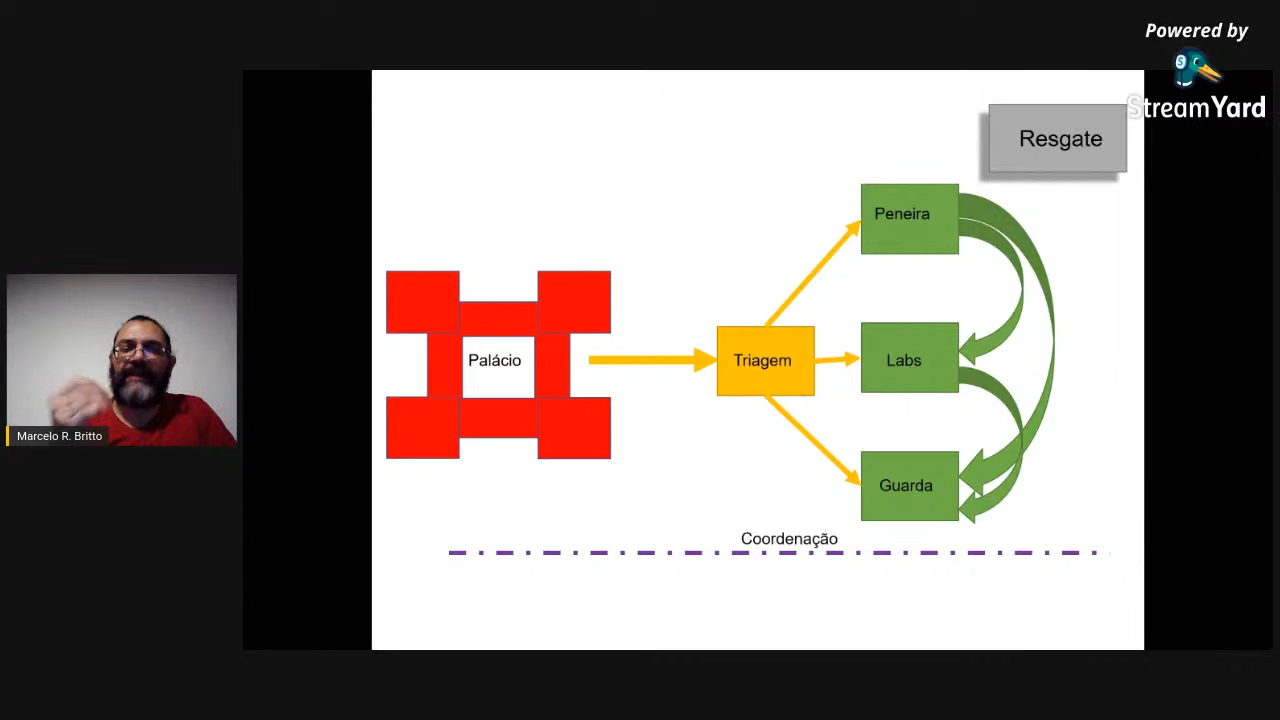 Powered by
StreamYard
Resgate
Peneira
Palácio
Triagem
Labs
Guarda
Coordenação
Marcelo R. Britto